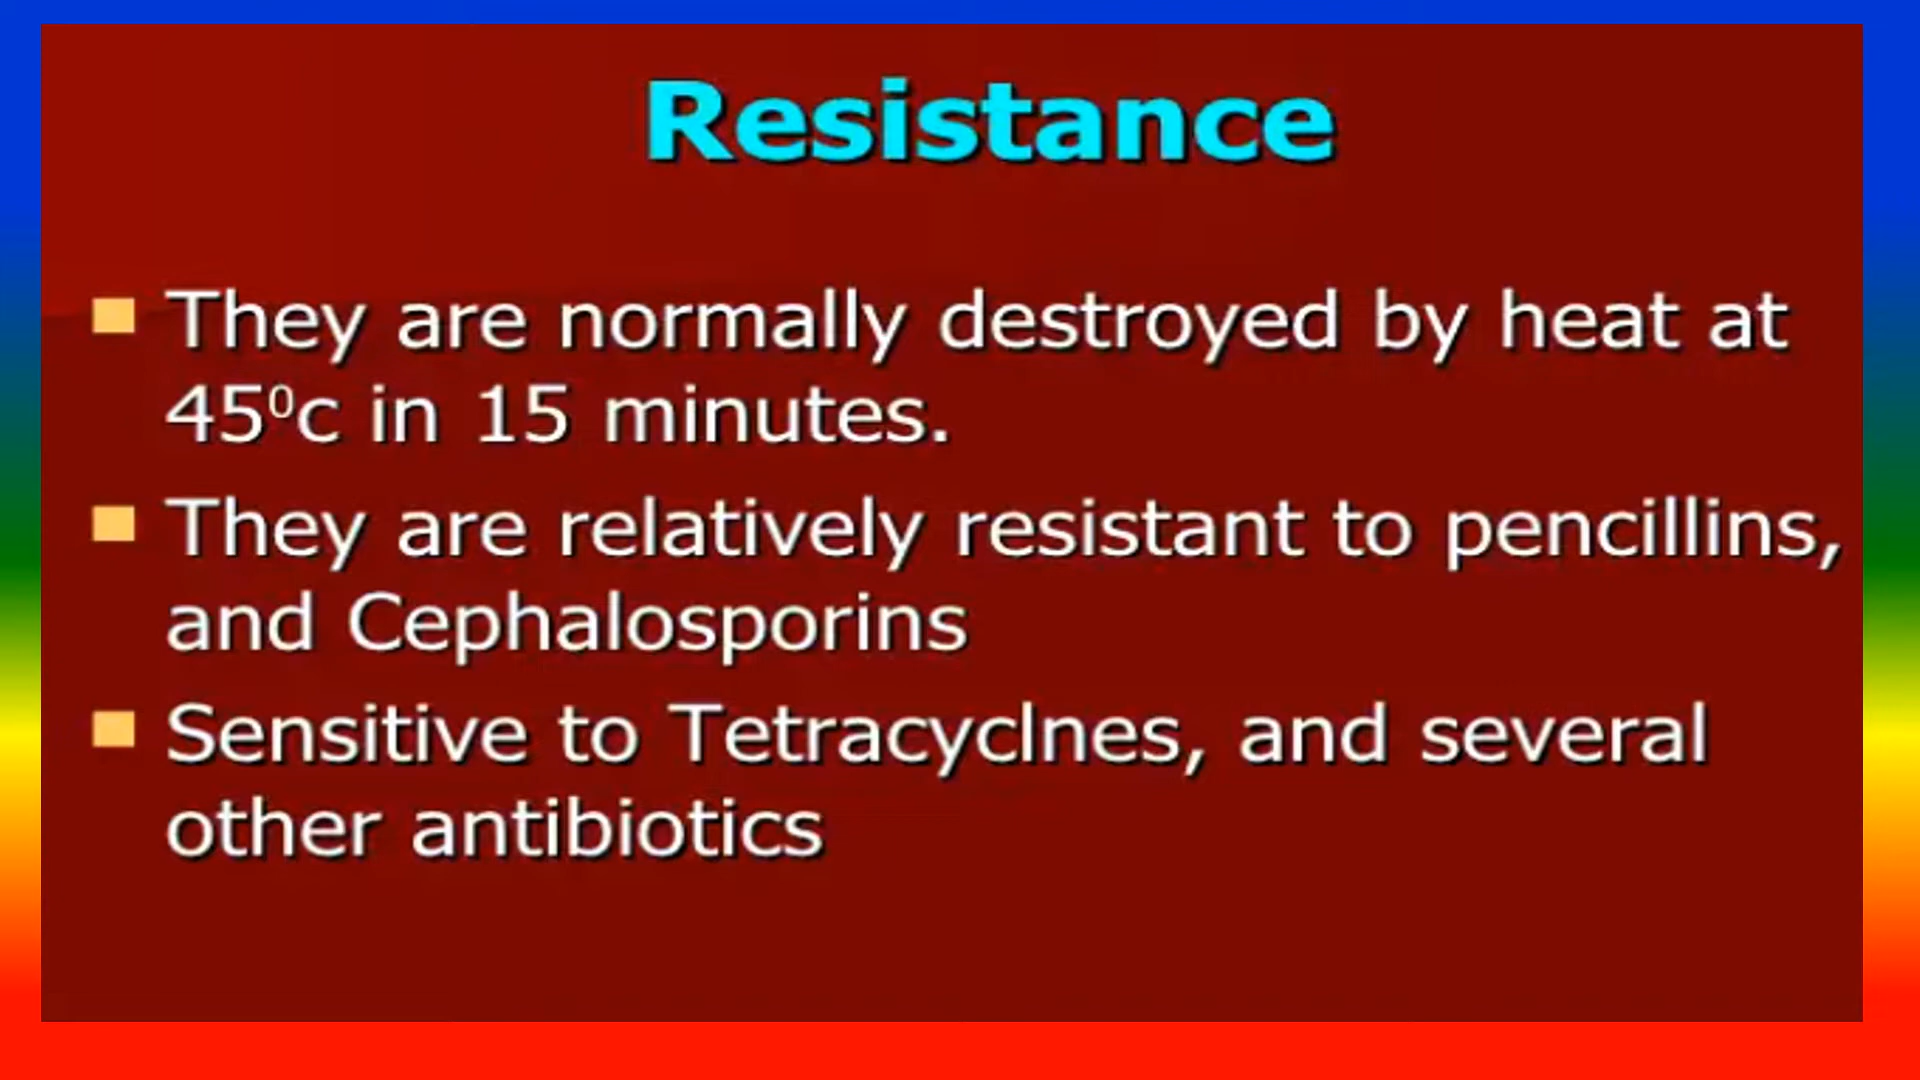 Resistance
They are normally destroyed by heat at
45⁰c in 15 minutes.
They are relatively resistant to pencillins,
and Cephalosporins
Sensitive to Tetracyclnes, and several
other antibiotics